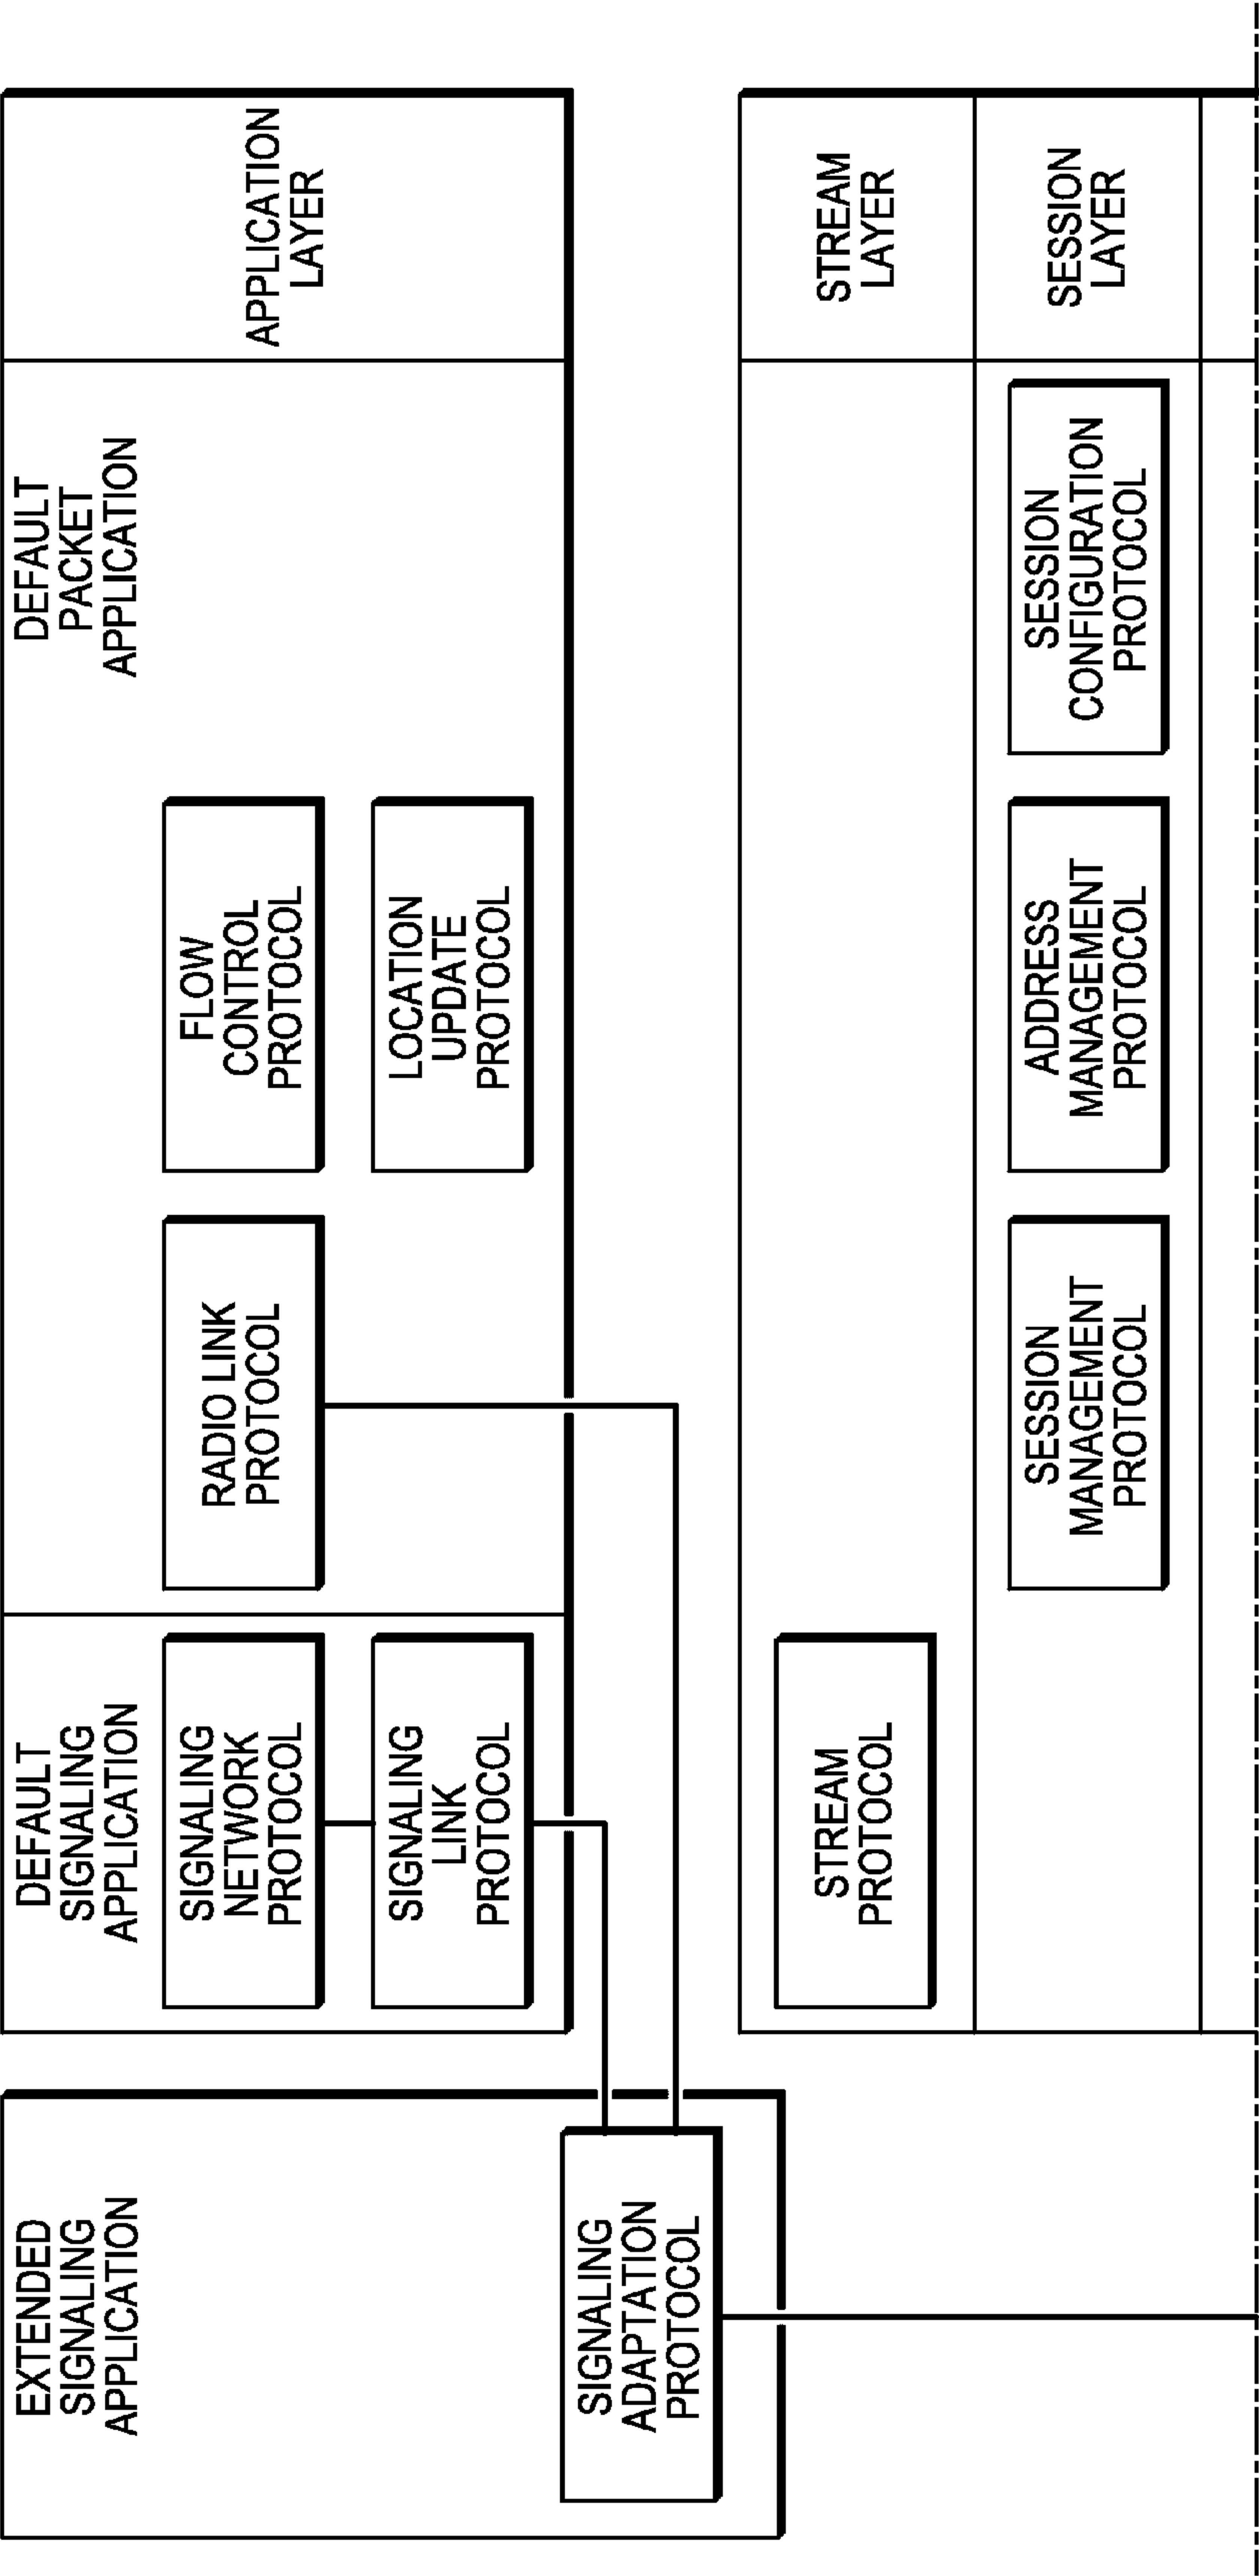 EXTENDED
SIGNALING
APPLICATION
SIGNALING
ADAPTATION
PROTOCOL
DEFAULT
SIGNALING
APPLICATION
SIGNALING
NETWORK
PROTOCOL
SIGNALING
LINK
PROTOCOL
DEFAULT
PACKET
APPLICATION
RADIO LINK
PROTOCOL
FLOW
CONTROL
PROTOCOL
LOCATION
UPDATE
PROTOCOL
APPLICATION
LAYER
STREAM
PROTOCOL
STREAM
LAYER
SESSION
MANAGEMENT
PROTOCOL
ADDRESS
MANAGEMENT
PROTOCOL
SESSION
CONFIGURATION
PROTOCOL
SESSION
LAYER